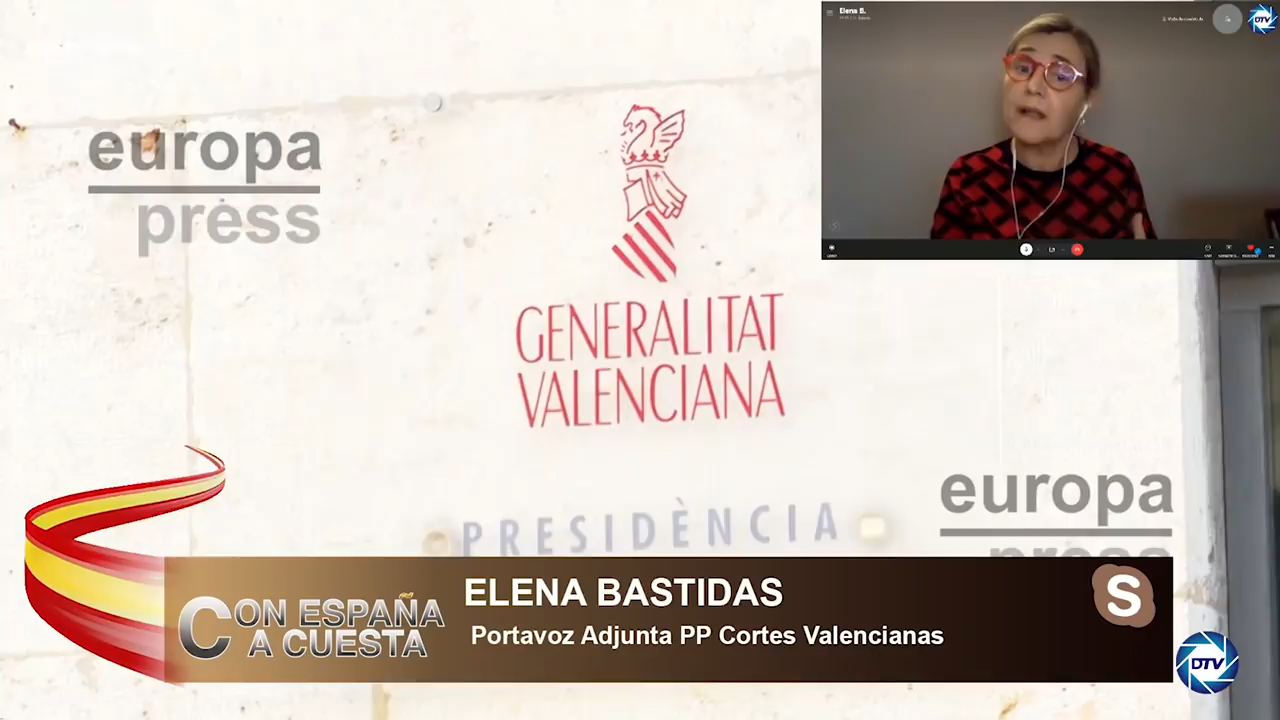 Elena B.
DTV
europa
press
GENERALITAT
VALENCIANA
PRESIDÈNCIA
europa
press
CON ESPAÑA
A CUESTA
ELENA BASTIDAS
Portavoz Adjunta PP Cortes Valencianas
S
DTV